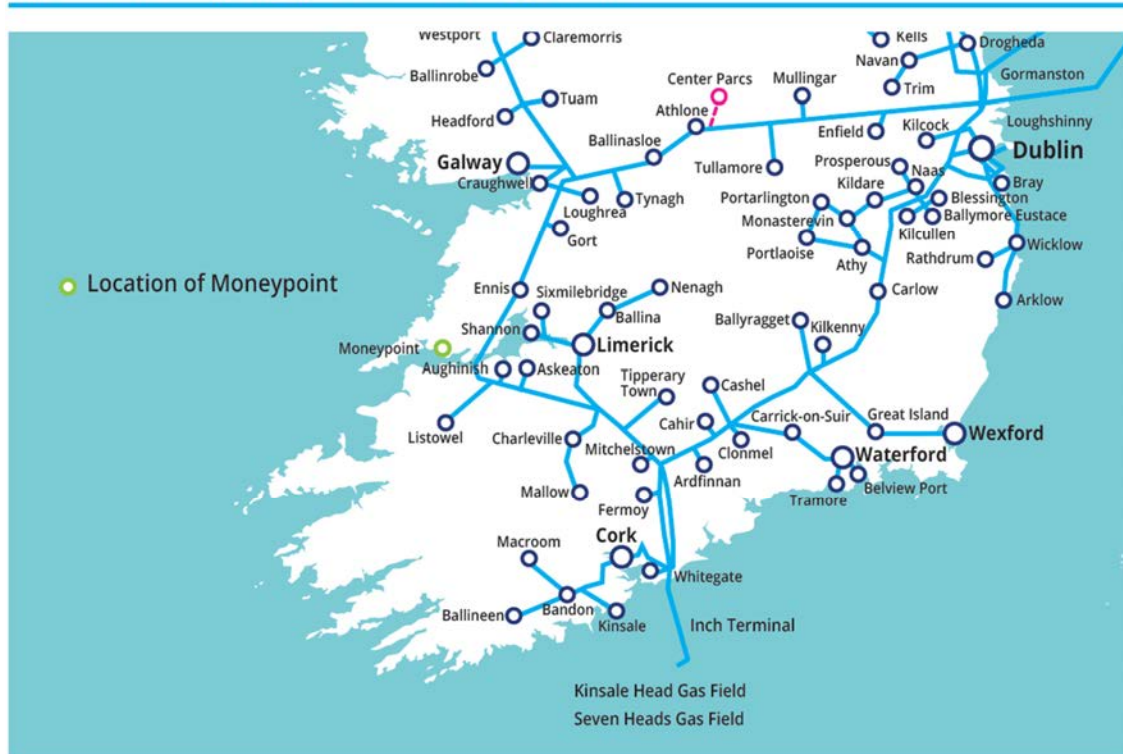 Westport
Claremorris
Kells
Drogheda
Navan
Ballinrobe
Center Parcs
Mullingar
Gormanston
Tuam
Trim
Headford
Athlone
Loughshinny
Ballinasloe
Enfield
Kilcock
Galway
Dublin
Craughwell
Tullamore
Prosperous
Naas
Bray
Loughrea
Tynagh
Portarlington
Kildare
Blessington
Monasterevin
Ballymore Eustace
Gort
Kilcullen
Portlaoise
Athy
Rathdrum
Wicklow
Location of Moneypoint
Ennis
Sixmilebridge
Nenagh
Carlow
Arklow
Ballina
Ballyragget
Shannon
Kilkenny
Moneypoint
Limerick
Aughinish
Askeaton
Tipperary
Town
Cashel
Listowel
Charleville
Cahir
Carrick-on-Suir
Great Island
Wexford
Mitchelstown
Clonmel
Waterford
Ardfinnan
Mallow
Tramore
Belview Port
Fermoy
Cork
Macroom
Whitegate
Ballineen
Bandon
Kinsale
Inch Terminal
Kinsale Head Gas Field
Seven Heads Gas Field